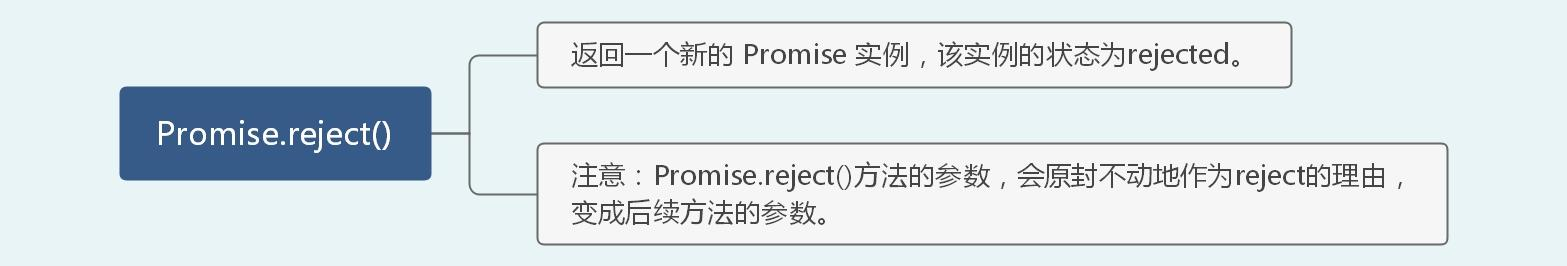 Promise.reject()
返回一个新的 Promise 实例，该实例的状态为rejected。
注意：Promise.reject()方法的参数，会原封不动地作为reject的理由，
变成后续方法的参数。